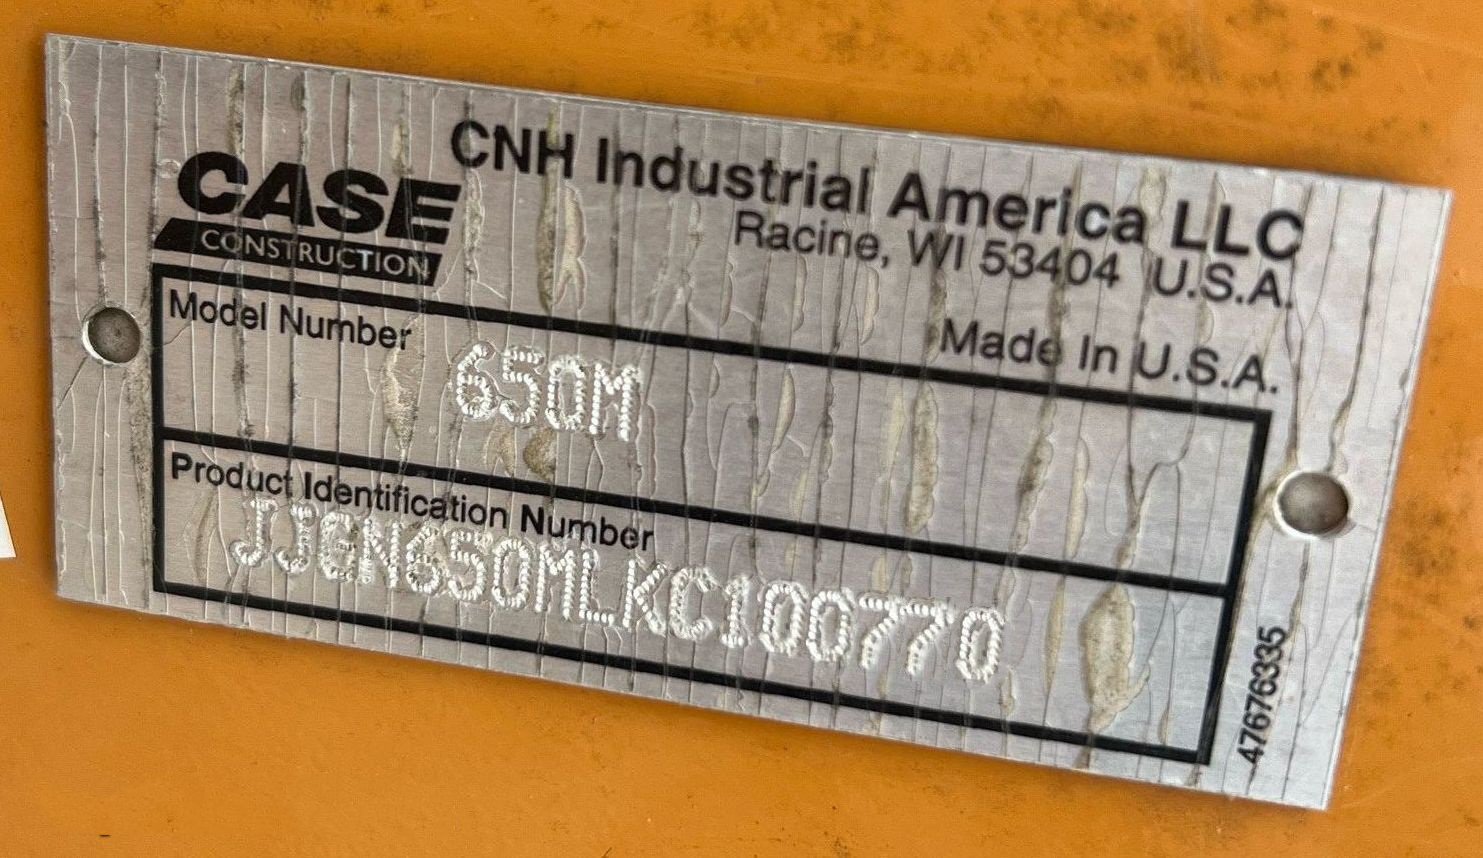 CASE
CONSTRUCTION
CNH Industrial America LLC
Racine, WI 53404 U.S.A.
Made In U.S.A.
Model Number
650M
Product Identification Number
JJGN650MLKC100770
47676335